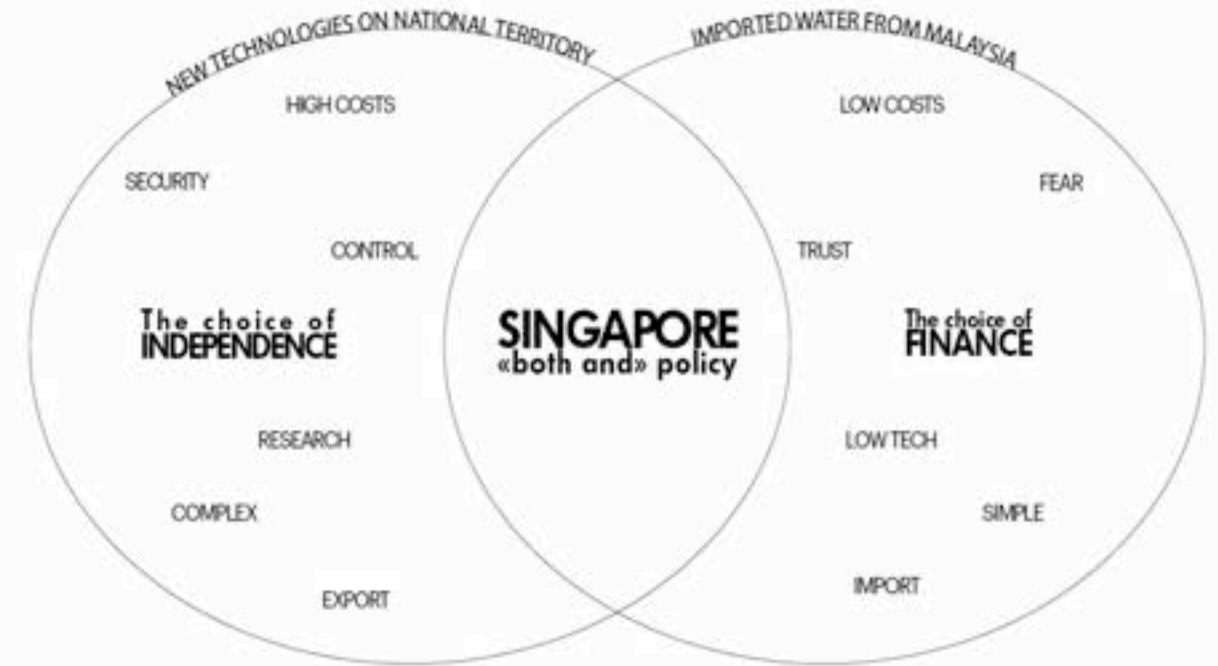 NEW TECHNOLOGIES ON NATIONAL TERRITORY
IMPORTED WATER FROM MALAYSIA
HIGH COSTS
LOW COSTS
SECURITY
FEAR
CONTROL
TRUST
The choice of
INDEPENDENCE
SINGAPORE
«both and» policy
The choice of
FINANCE
RESEARCH
LOW TECH
COMPLEX
SIMPLE
EXPORT
IMPORT